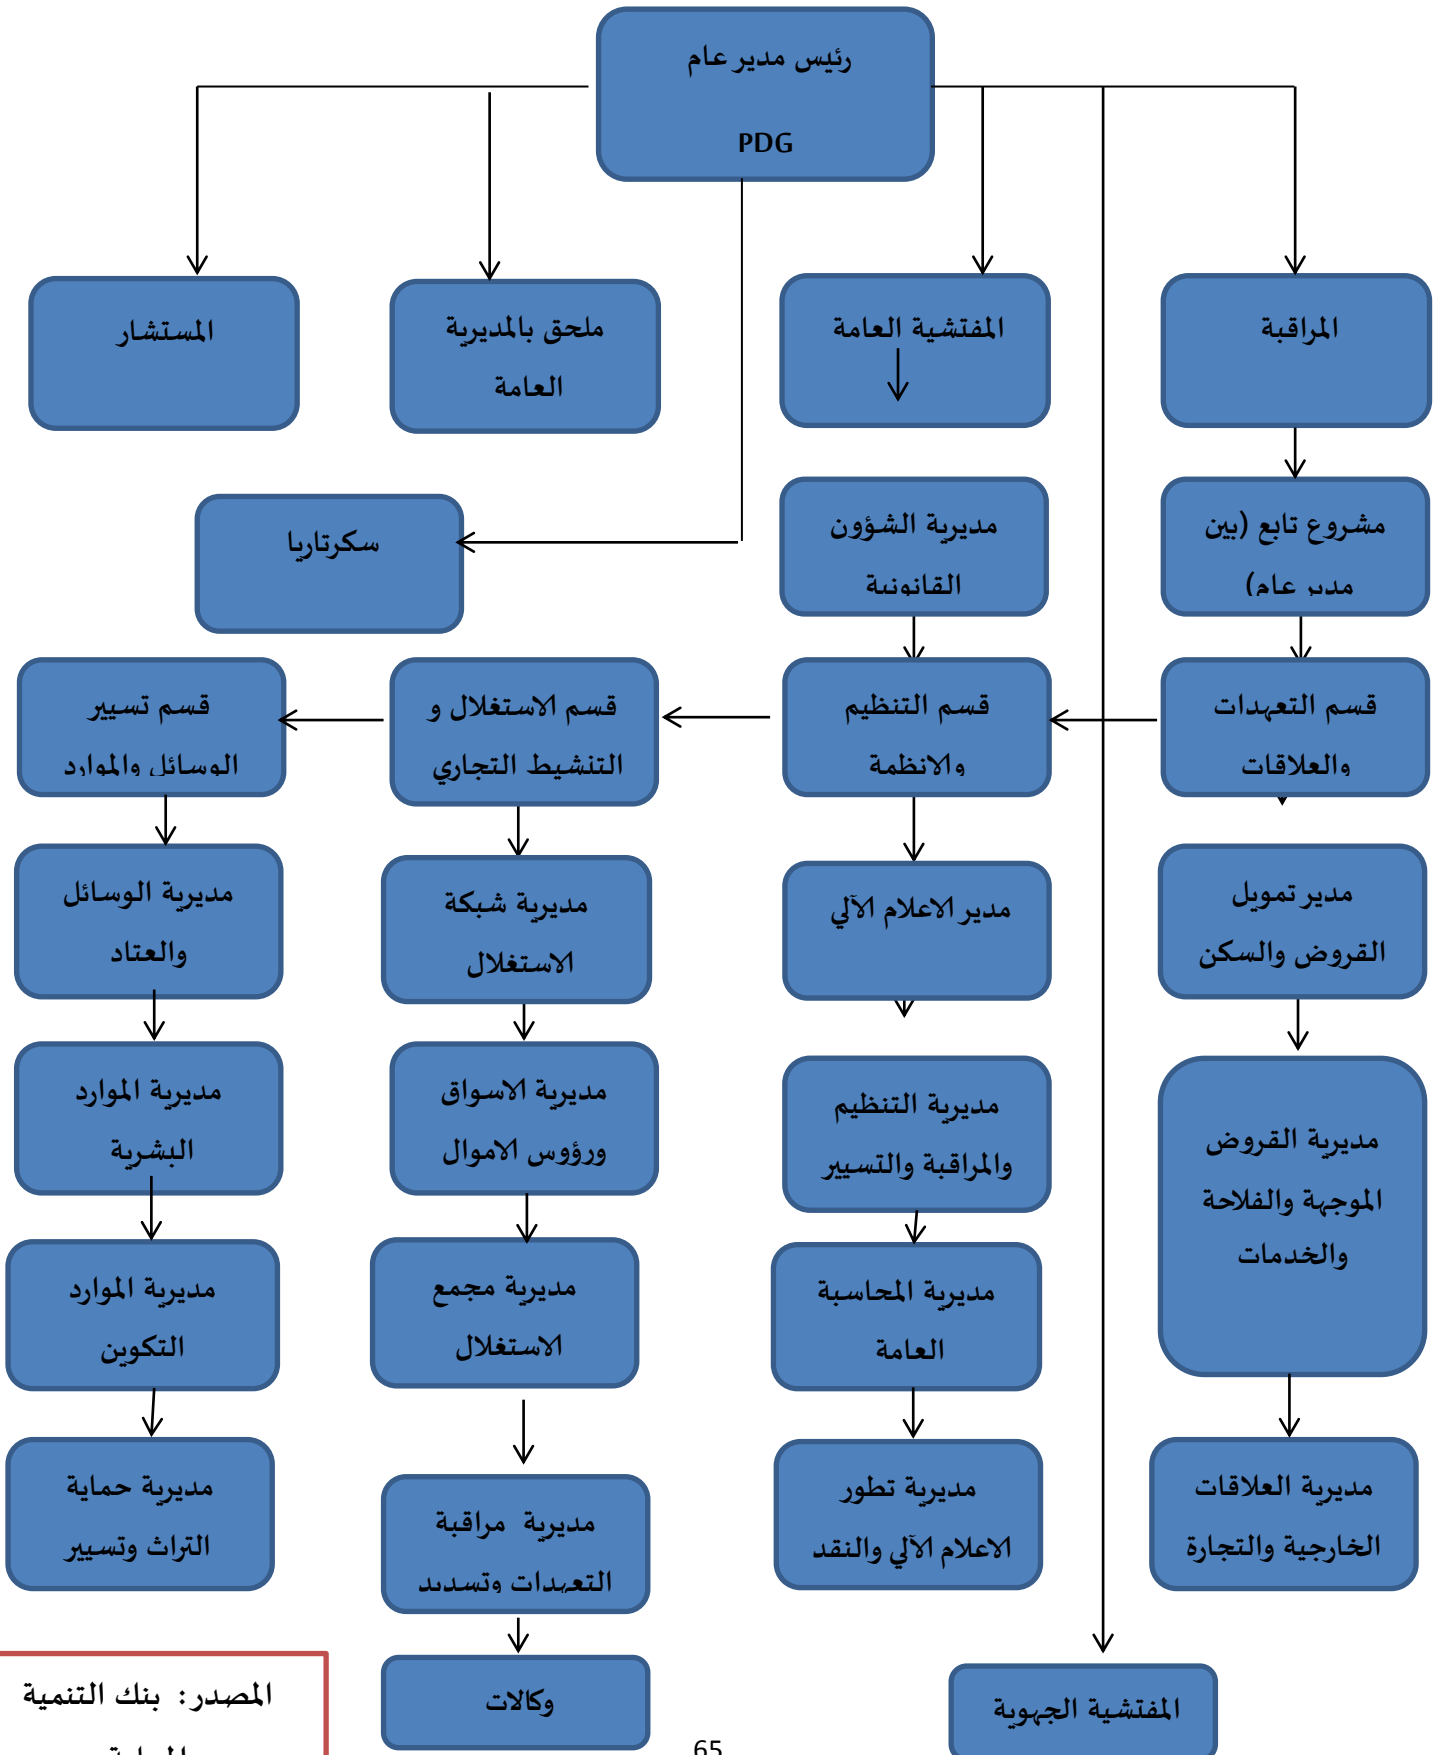 رئيس مدير عام
PDG
المراقبة
المفتشية العامة
ملحق بالمديرية
العامة
المستشار
مشروع تابع (بين
مدير عام)
مديرية الشؤون
القانونية
سكرتاريا
قسم التعهدات
والعلاقات
قسم التنظيم
والانظمة
قسم الاستغلال و
التنشيط التجاري
قسم تسيير
الوسائل والموارد
مدير تمويل
القروض والسكن
مدير الاعلام الآلي
مديرية شبكة
الاستغلال
مديرية الوسائل
والعتاد
مديرية القروض
الموجهة والفلاحة
والخدمات
مديرية التنظيم
والمراقبة والتسيير
مديرية الاسواق
ورؤوس الاموال
مديرية الموارد
البشرية
مديرية المحاسبة
العامة
مديرية مجمع
الاستغلال
مديرية الموارد
التكوين
مديرية العلاقات
الخارجية والتجارة
مديرية تطور
الاعلام الآلي والنقد
مديرية مراقبة
التعهدات وتسديد
مديرية حماية
التراث وتسيير
المفتشية الجهوية
وكالات
المصدر: بنك التنمية
65